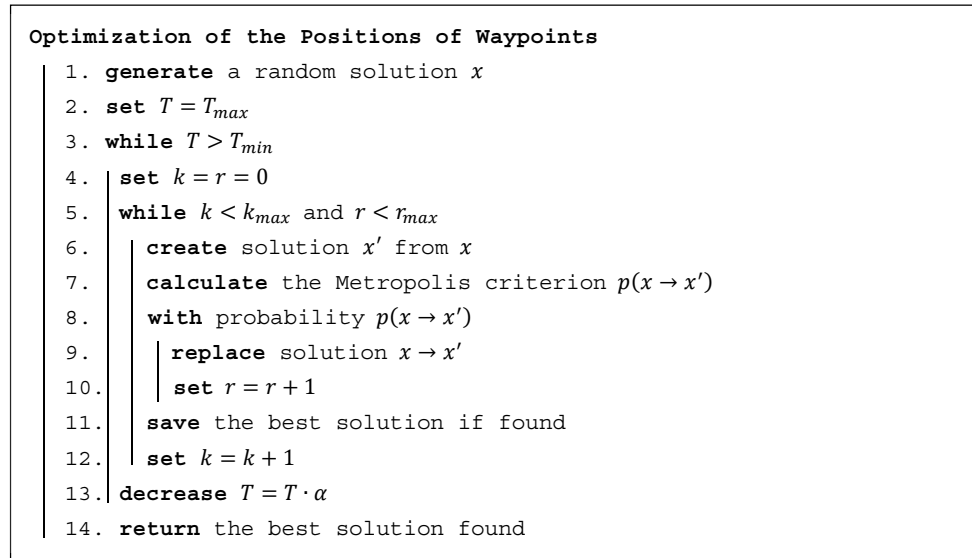 Optimization of the Positions of Waypoints
1. generate a random solution x
2. set T = T_max
3. while T > T_min
4. set k = r = 0
5. while k < k_max and r < r_max
6. create solution x′ from x
7. calculate the Metropolis criterion p(x → x′)
8. with probability p(x → x′)
9. replace solution x → x′
10. set r = r + 1
11. save the best solution if found
12. set k = k + 1
13. decrease T = T · α
14. return the best solution found